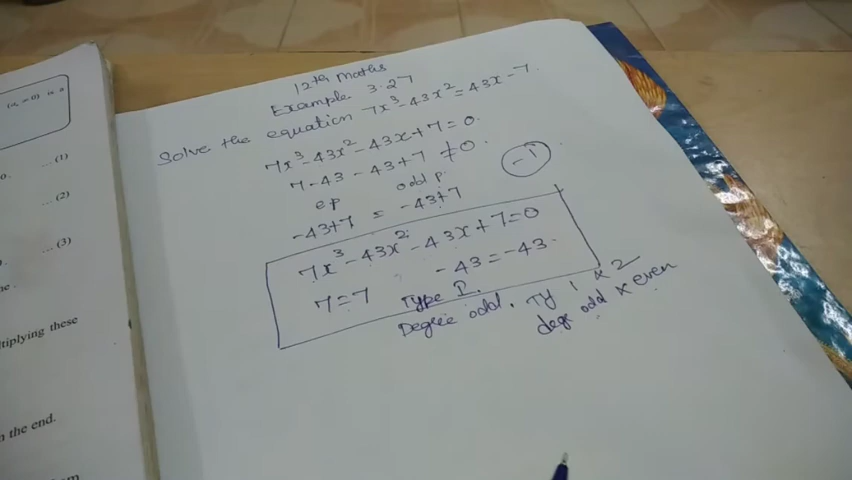 12th Maths
Example 3.27
Solve the equation 7x³-43x²=43x-7.
7x³-43x²-43x+7=0.
7-43-43+7≠0.
-1
ep odd p.
-43+7 = -43+7
7x³-43x²-43x+7=0
7=7 -43=-43.
Type I.
Degree odd. Ty 1 x 2
degr odd x even
... (1)
... (2)
... (3)
tiplying these
the end.